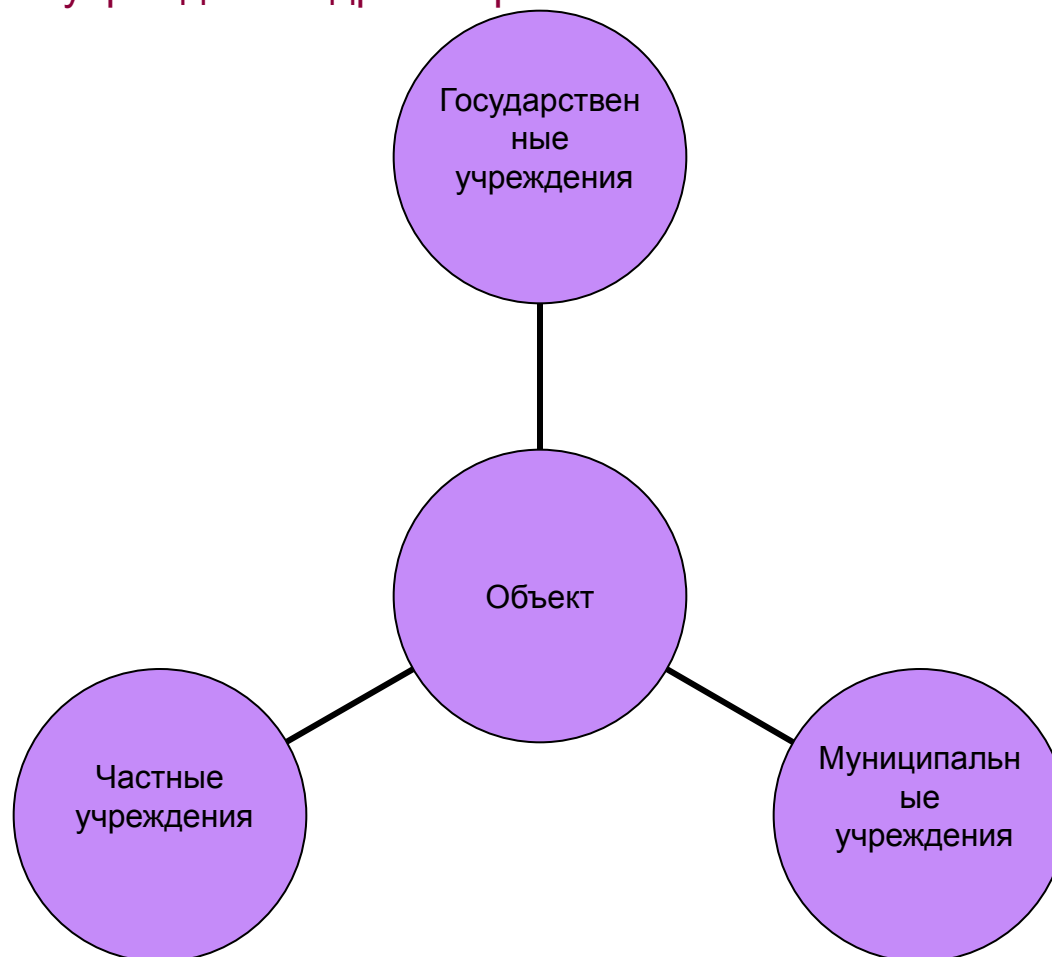 Государствен
ные
учреждения
Объект
Частные
учреждения
Муниципальн
ые
учреждения